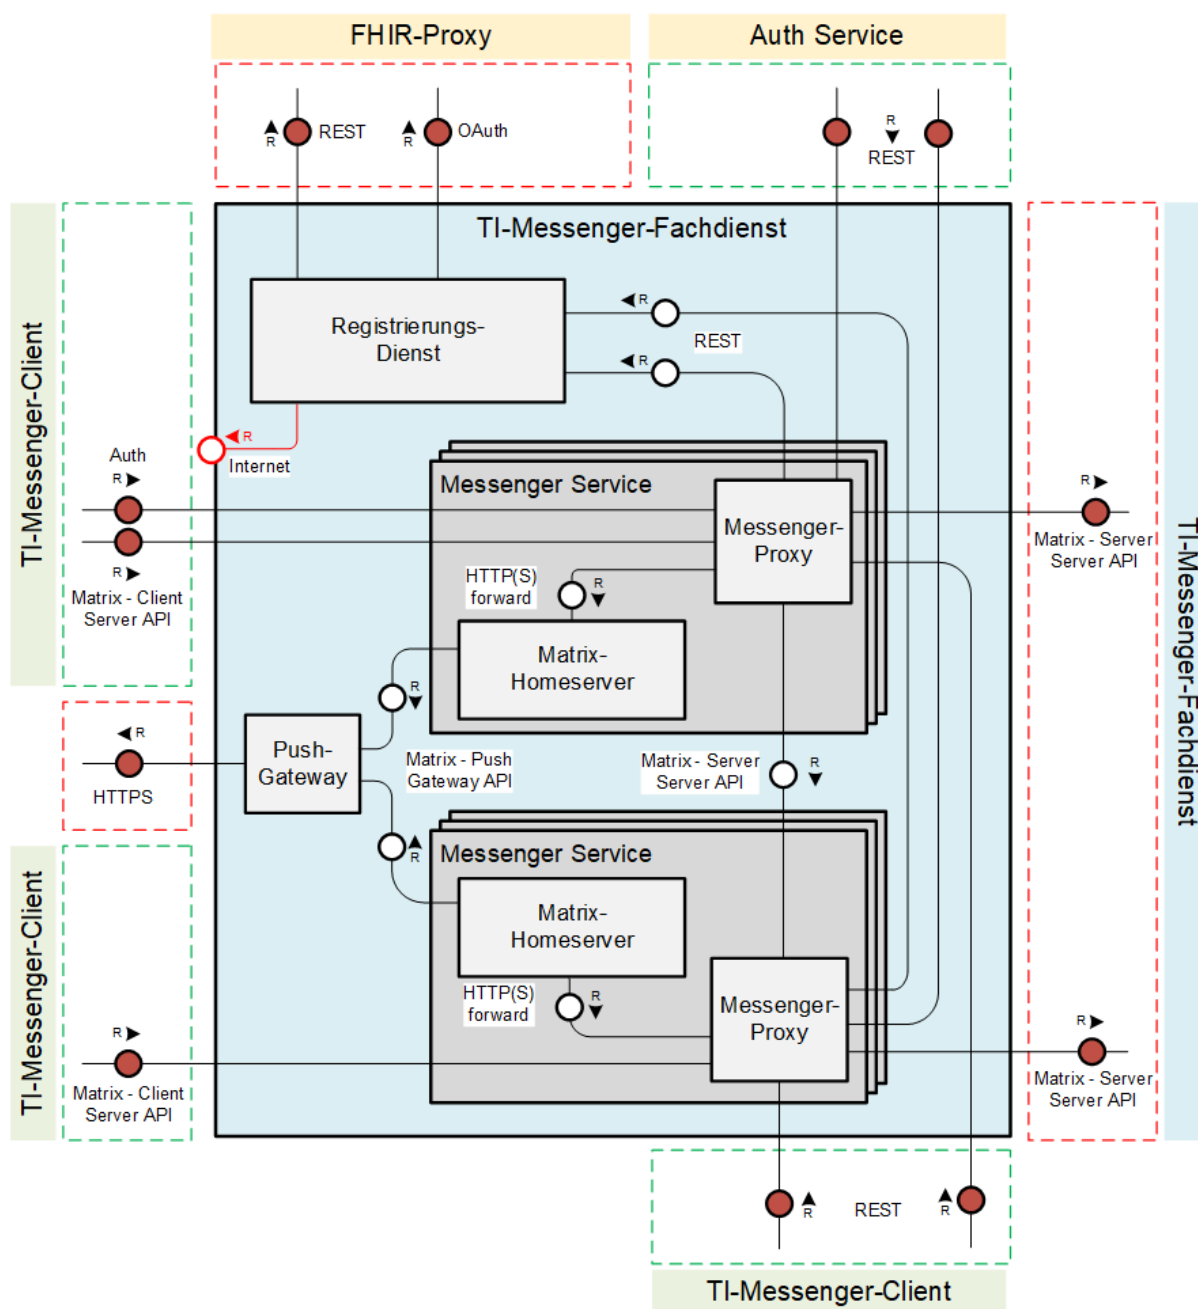 FHIR-Proxy
Auth Service
R
REST
R
OAuth
R
REST
TI-Messenger-Fachdienst
TI-Messenger-Client
Registrierungs-
Dienst
R
REST
R
R
Internet
Auth
R
R
Matrix - Client
Server API
Messenger Service
Messenger-
Proxy
HTTP(S)
forward
R
Matrix-
Homeserver
R
Matrix - Server
Server API
TI-Messenger-Fachdienst
R
HTTPS
Push-
Gateway
R
Matrix - Push
Gateway API
R
Matrix - Server
Server API
R
Messenger Service
Matrix-
Homeserver
HTTP(S)
forward
R
Messenger-
Proxy
TI-Messenger-Client
R
Matrix - Client
Server API
R
Matrix - Server
Server API
R
REST
R
TI-Messenger-Client